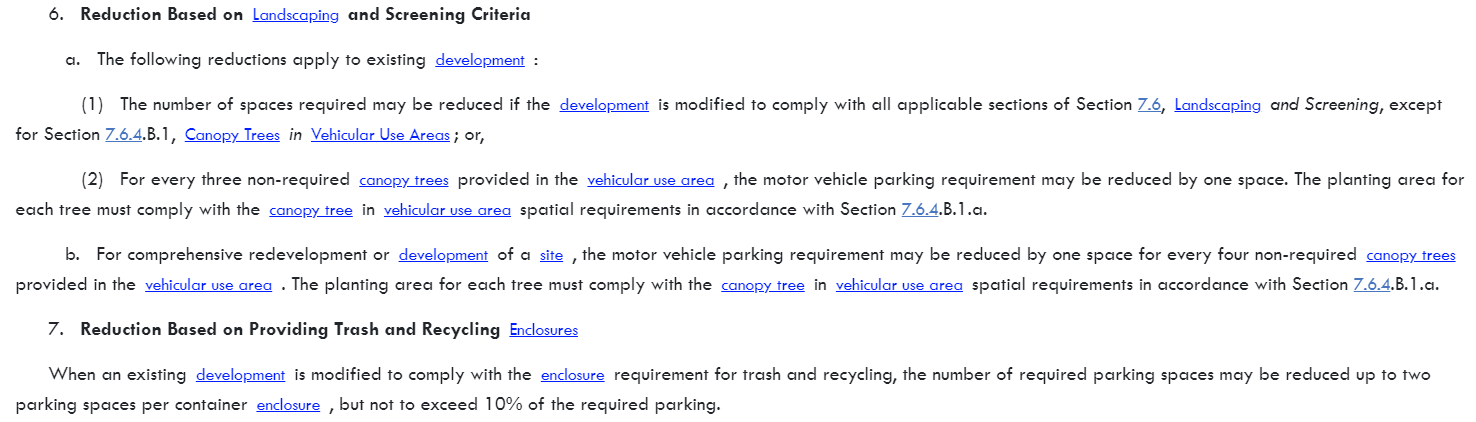 6. Reduction Based on Landscaping and Screening Criteria
a. The following reductions apply to existing development :
(1) The number of spaces required may be reduced if the development is modified to comply with all applicable sections of Section 7.6, Landscaping and Screening, except
for Section 7.6.4.B.1, Canopy Trees in Vehicular Use Areas ; or,
(2) For every three non-required canopy trees provided in the vehicular use area , the motor vehicle parking requirement may be reduced by one space. The planting area for
each tree must comply with the canopy tree in vehicular use area spatial requirements in accordance with Section 7.6.4.B.1.a.
b. For comprehensive redevelopment or development of a site , the motor vehicle parking requirement may be reduced by one space for every four non-required canopy trees
provided in the vehicular use area . The planting area for each tree must comply with the canopy tree in vehicular use area spatial requirements in accordance with Section 7.6.4.B.1.a.
7. Reduction Based on Providing Trash and Recycling Enclosures
When an existing development is modified to comply with the enclosure requirement for trash and recycling, the number of required parking spaces may be reduced up to two
parking spaces per container enclosure , but not to exceed 10% of the required parking.